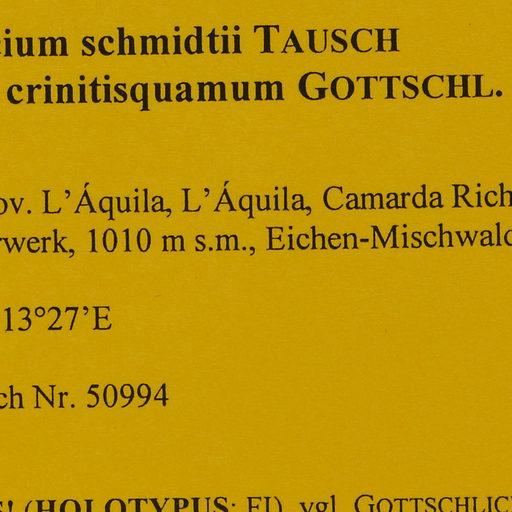 cium schmidtii TAUSCH
crinitisquamum GOTTSCHL.
ov. L’Áquila, L’Áquila, Camarda Rich
rwerk, 1010 m s.m., Eichen-Mischwald
13°27’E
ch Nr. 50994
! (HOLOTYPUS: FI), vgl. GOTTSCHLICH